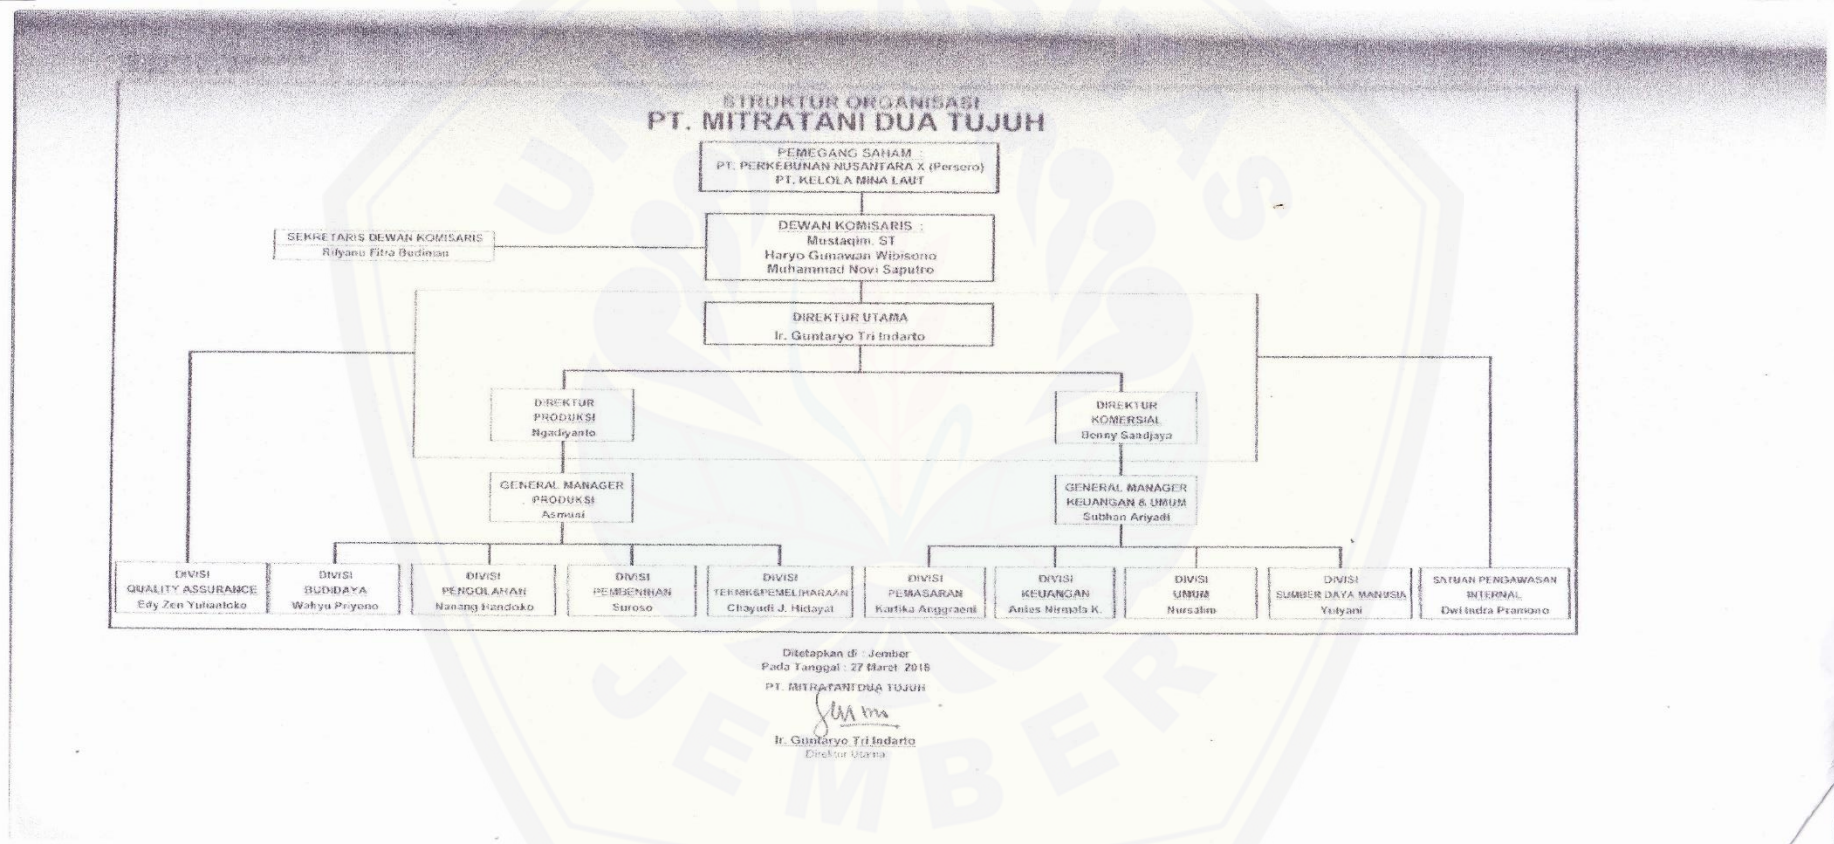 STRUKTUR ORGANISASI
PT. MITRATANI DUA TUJUH
PEMEGANG SAHAM :
PT. PERKEBUNAN NUSANTARA X (Persero)
PT. KELOLA MINA LAUT
DEWAN KOMISARIS :
Mustaqim. ST
Haryo Gunawan Wibisono
Muhammad Novi Saputro
SEKRETARIS DEWAN KOMISARIS
Fitra Budiman
DIREKTUR UTAMA
Ir. Guntaryo Tri Indarto
DIREKTUR
PRODUKSI
Ngadiyanto
DIREKTUR
KOMERSIAL
Benny Sandjaya
GENERAL MANAGER
PRODUKSI
Asmuni
GENERAL MANAGER
KEUANGAN & UMUM
Subhan Ariyadi
DIVISI
QUALITY ASSURANCE
Edy Zen
DIVISI
BUDIDAYA
Wahyu Priyono
DIVISI
PENGOLAHAN
Nanang Handoko
DIVISI
PEMBENIHAN
Suroso
DIVISI
TEKNIK&PEMELIHARAAN
Chayudi J. Hidayat
DIVISI
PEMASARAN
Kartika Anggraeni
DIVISI
KEUANGAN
Nirmala K.
DIVISI
UMUM
Nursalim
DIVISI
SUMBER DAYA MANUSIA
Yulyani
SATUAN PENGAWASAN
INTERNAL
Dwi Indra Pramono
Ditetapkan di : Jember
Pada Tanggal : 27 Maret 2018
PT. MITRATANI DUA TUJUH
Ir. Guntaryo Tri Indarto
Direktur Utama
UNIVERSITAS
JEMBER